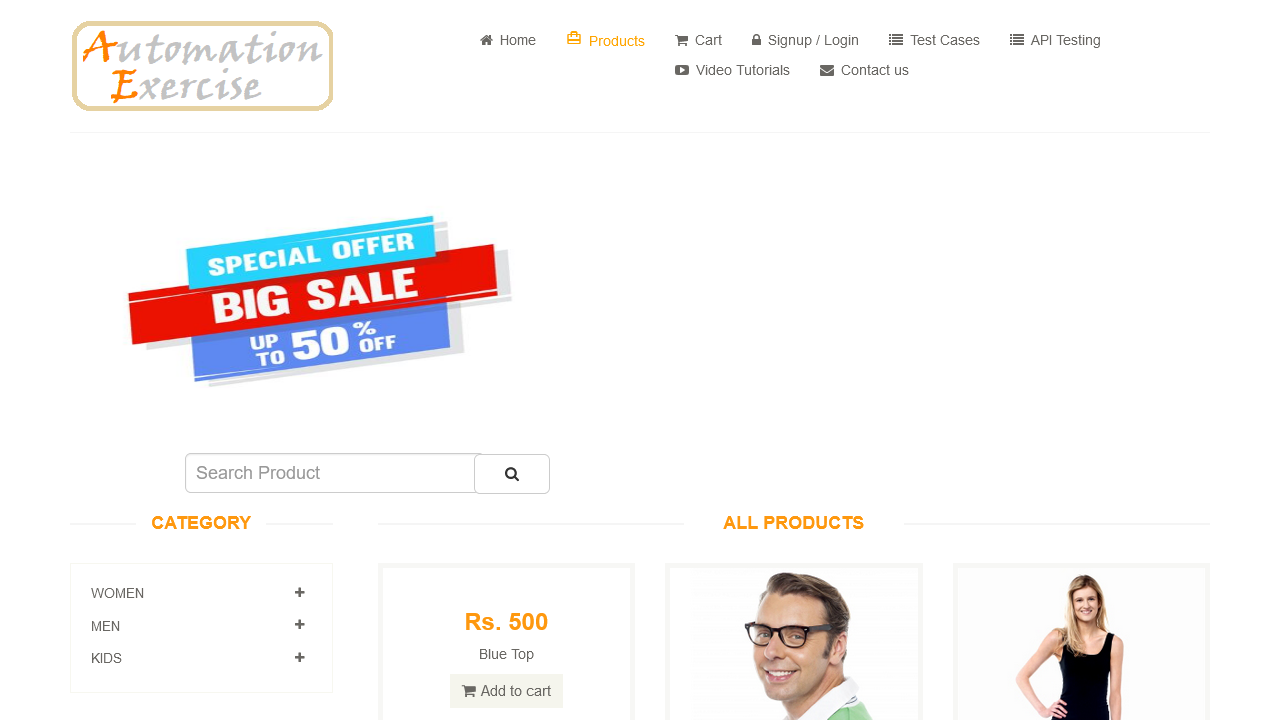 Automation
Exercise
Home Products Cart Signup / Login Test Cases API Testing
Video Tutorials Contact us
SPECIAL OFFER
BIG SALE
UP TO 50% OFF
Search Product
CATEGORY
WOMEN
MEN
KIDS
ALL PRODUCTS
Rs. 500
Blue Top
Add to cart